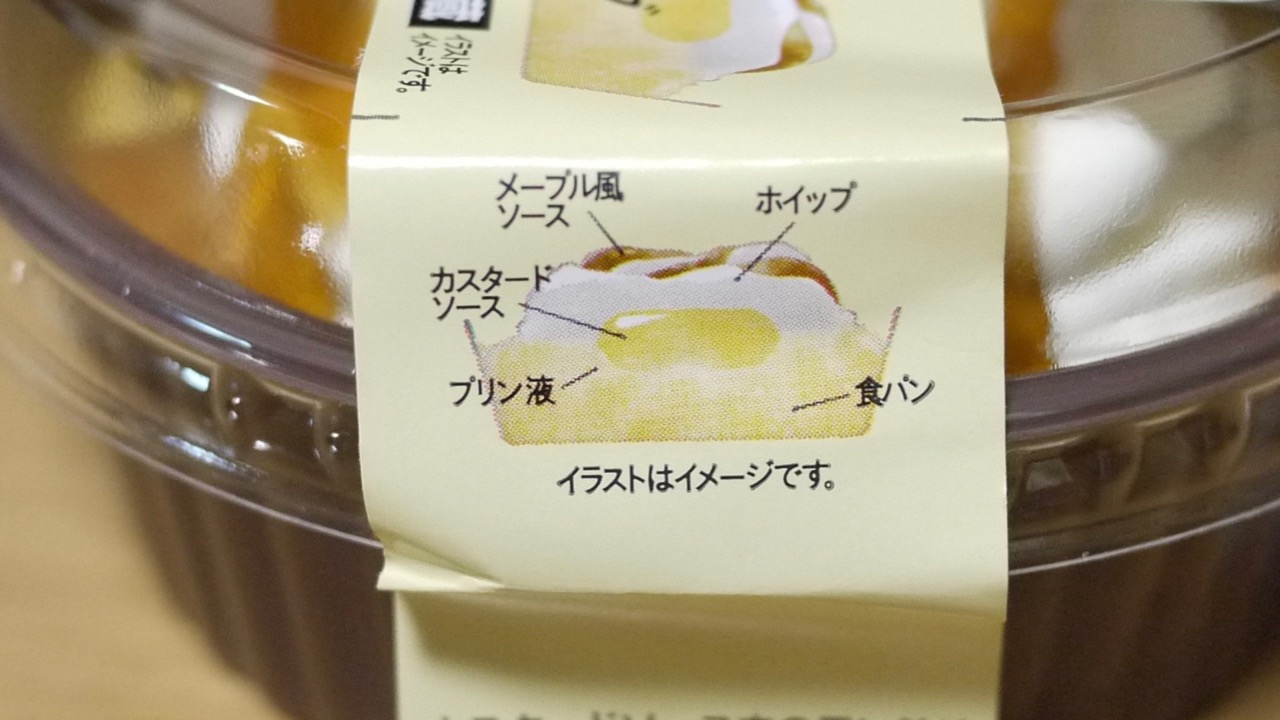 イラストは
イメージです。
メープル風
ソース
ホイップ
カスタード
ソース
プリン液
食パン
イラストはイメージです。